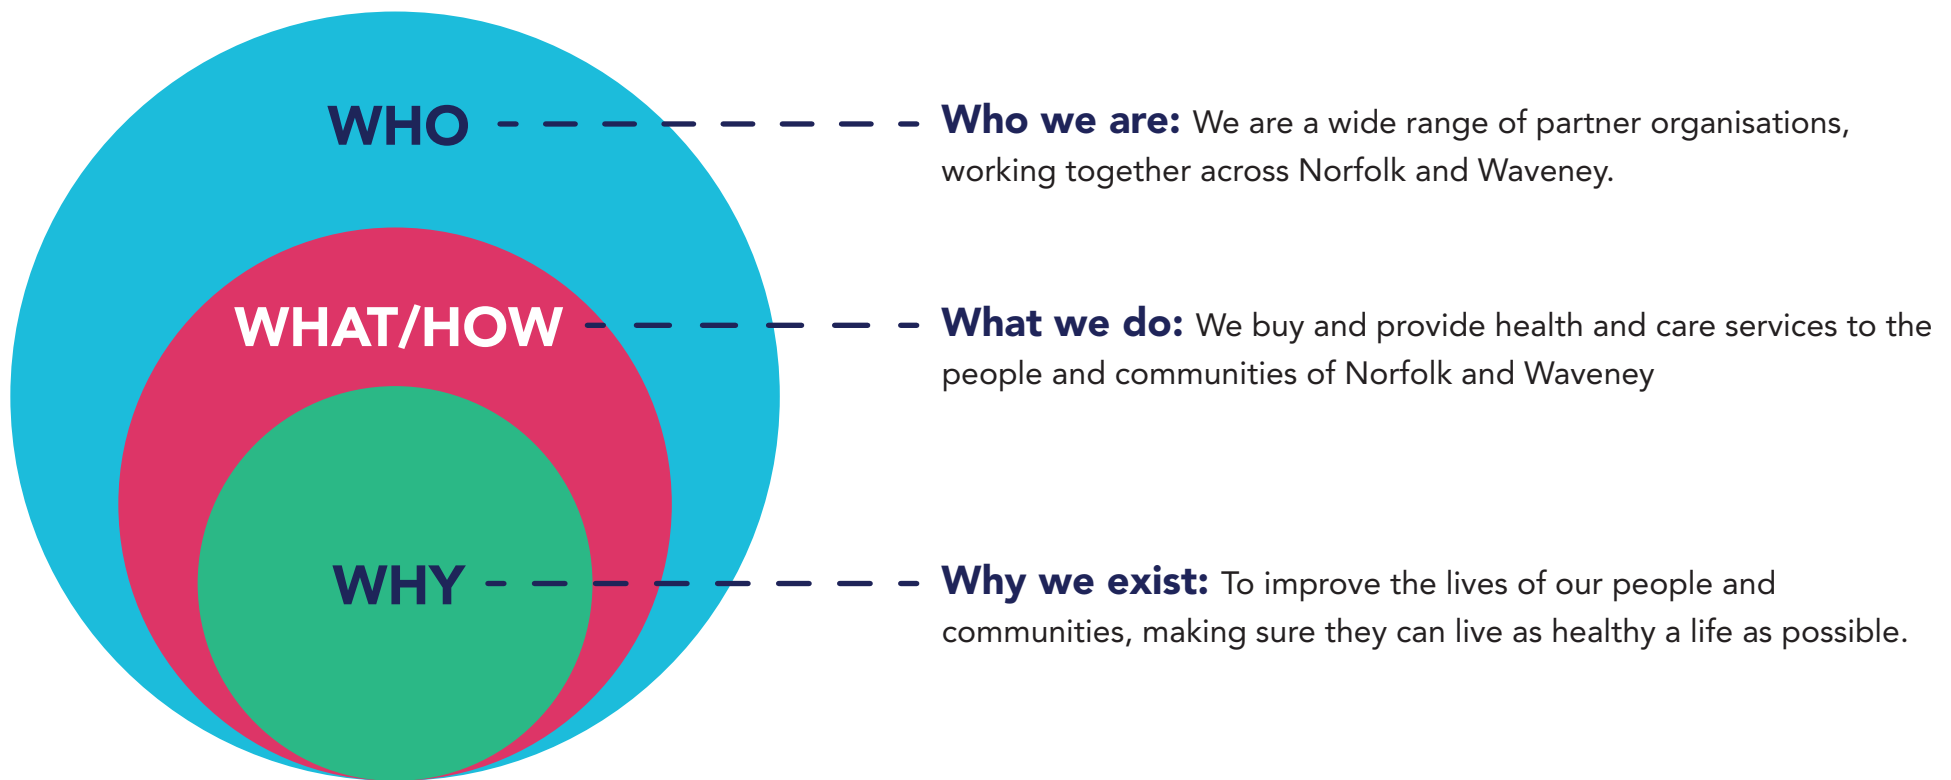 WHO
Who we are: We are a wide range of partner organisations,
working together across Norfolk and Waveney.
WHAT/HOW
What we do: We buy and provide health and care services to the
people and communities of Norfolk and Waveney
WHY
Why we exist: To improve the lives of our people and
communities, making sure they can live as healthy a life as possible.